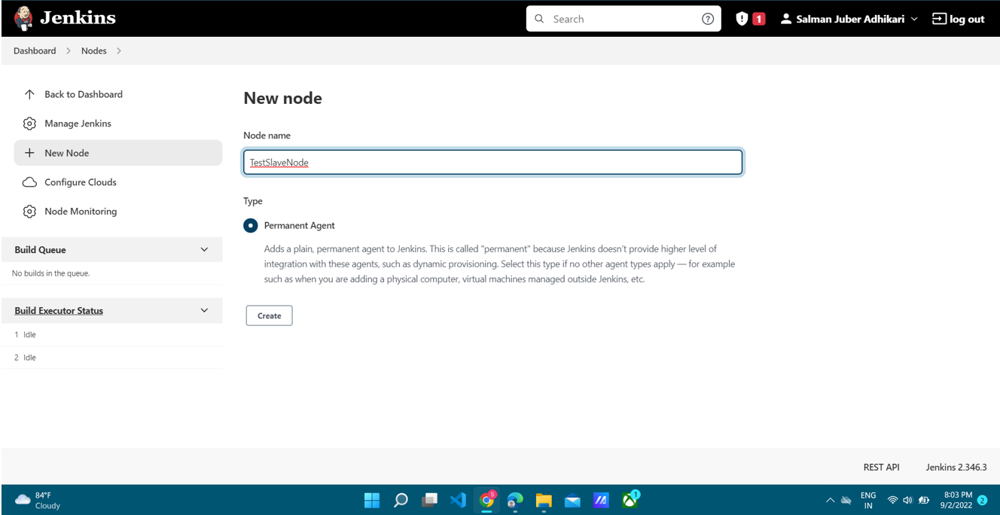 Jenkins
Search
1
Salman Juber Adhikari
log out
Dashboard
Nodes
Back to Dashboard
Manage Jenkins
New Node
Configure Clouds
Node Monitoring
Build Queue
No builds in the queue.
Build Executor Status
1 Idle
2 Idle
New node
Node name
TestSlaveNode
Type
Permanent Agent
Adds a plain, permanent agent to Jenkins. This is called "permanent" because Jenkins doesn't provide higher level of
integration with these agents, such as dynamic provisioning. Select this type if no other agent types apply — for example
such as when you are adding a physical computer, virtual machines managed outside Jenkins, etc.
Create
REST API
Jenkins 2.346.3
84°F
Cloudy
S
1
ENG
IN
8:03 PM
9/2/2022
2